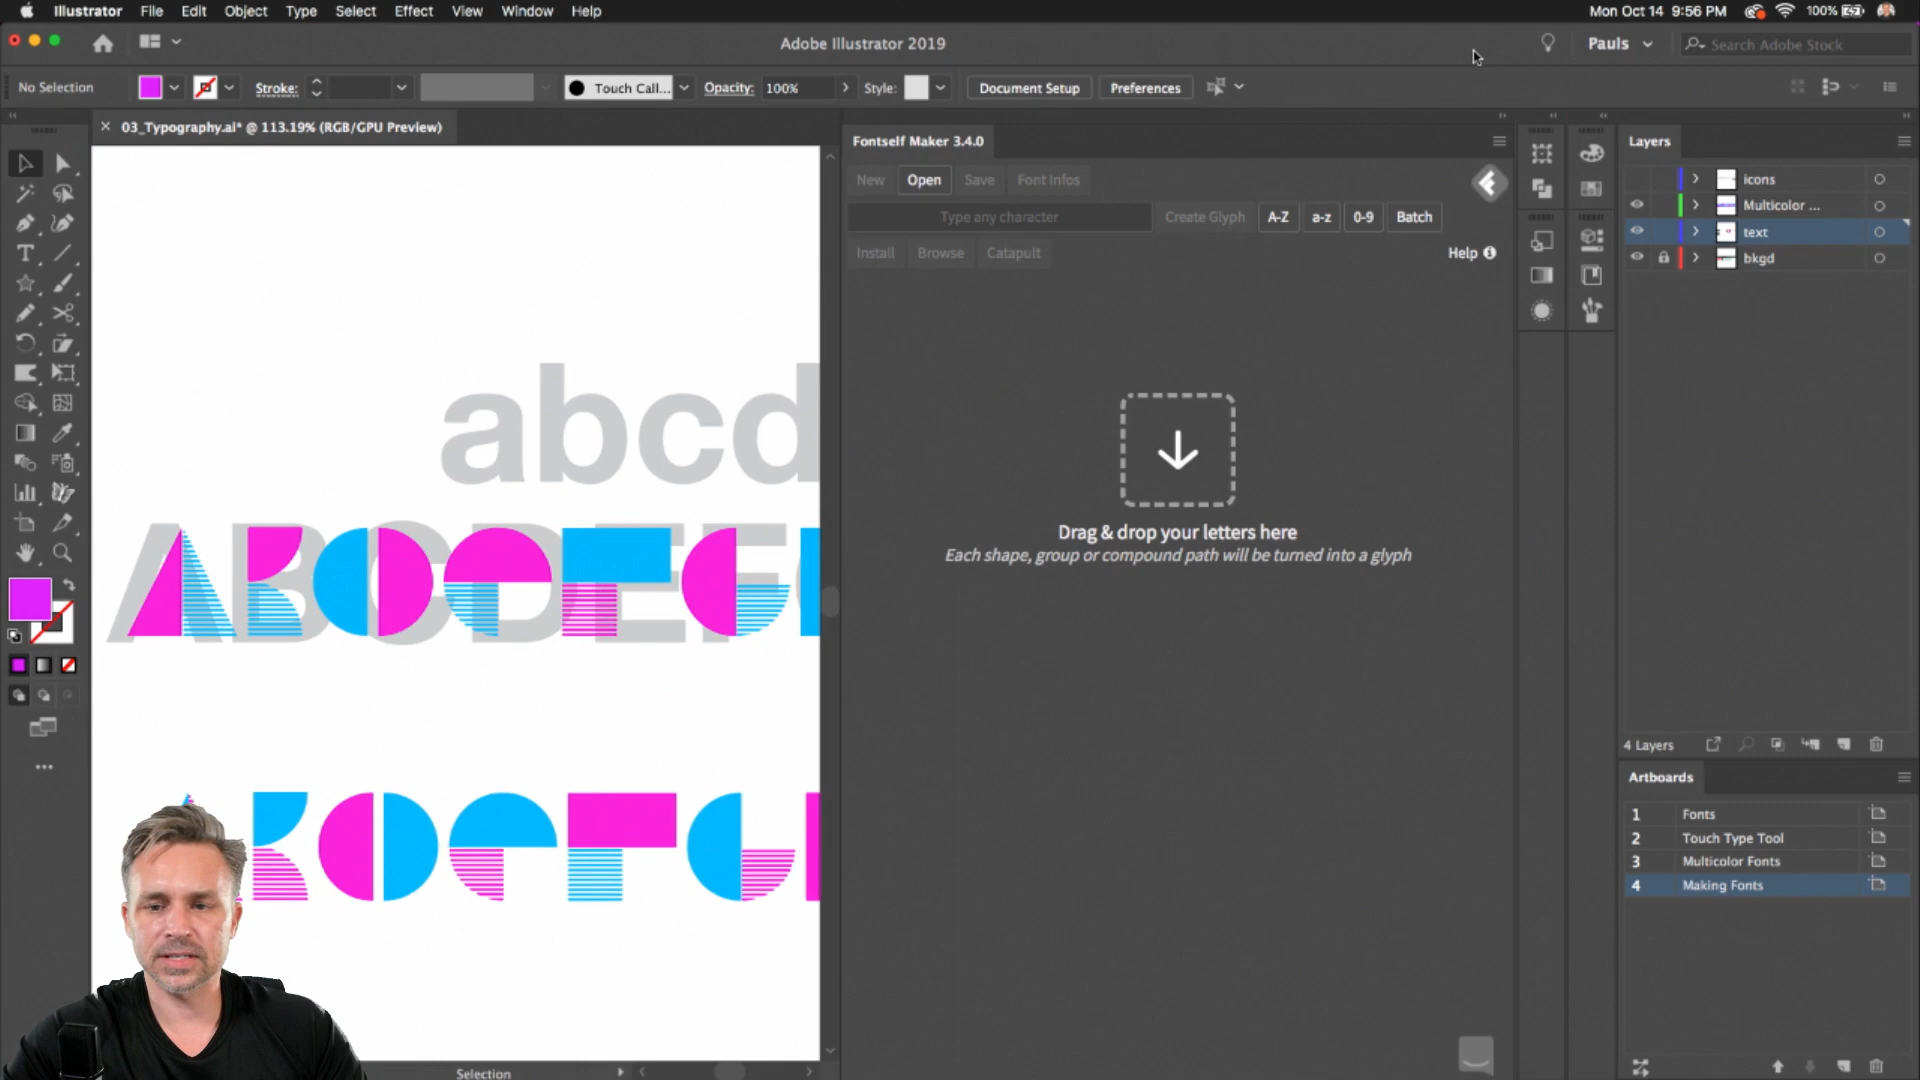 Illustrator File Edit Object Type Select Effect View Window Help
Mon Oct 14 9:56 PM 100%
Adobe Illustrator 2019
Pauls
Search Adobe Stock
No Selection
Stroke:
Touch Call...
Opacity: 100%
Style:
Document Setup
Preferences
03_Typography.ai* @ 113.19% (RGB/GPU Preview)
Fontself Maker 3.4.0
New Open Save Font Infos
Type any character
Create Glyph A-Z a-z 0-9 Batch
Install Browse Catapult
Help
Drag & drop your letters here
Each shape, group or compound path will be turned into a glyph
abcd
ABCDEF
Layers
icons
Multicolor ...
text
bkgd
4 Layers
Artboards
1 Fonts
2 Touch Type Tool
3 Multicolor Fonts
4 Making Fonts
Selection